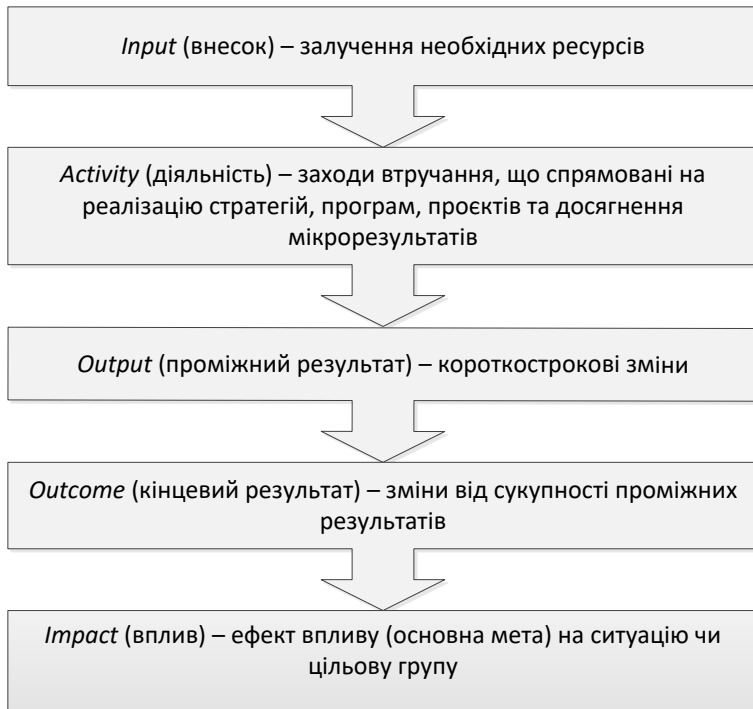 Input (внесок) – залучення необхідних ресурсів
Activity (діяльність) – заходи втручання, що спрямовані на
реалізацію стратегій, програм, проєктів та досягнення
мікрорезультатів
Output (проміжний результат) – короткострокові зміни
Outcome (кінцевий результат) – зміни від сукупності проміжних
результатів
Impact (вплив) – ефект впливу (основна мета) на ситуацію чи
цільову групу